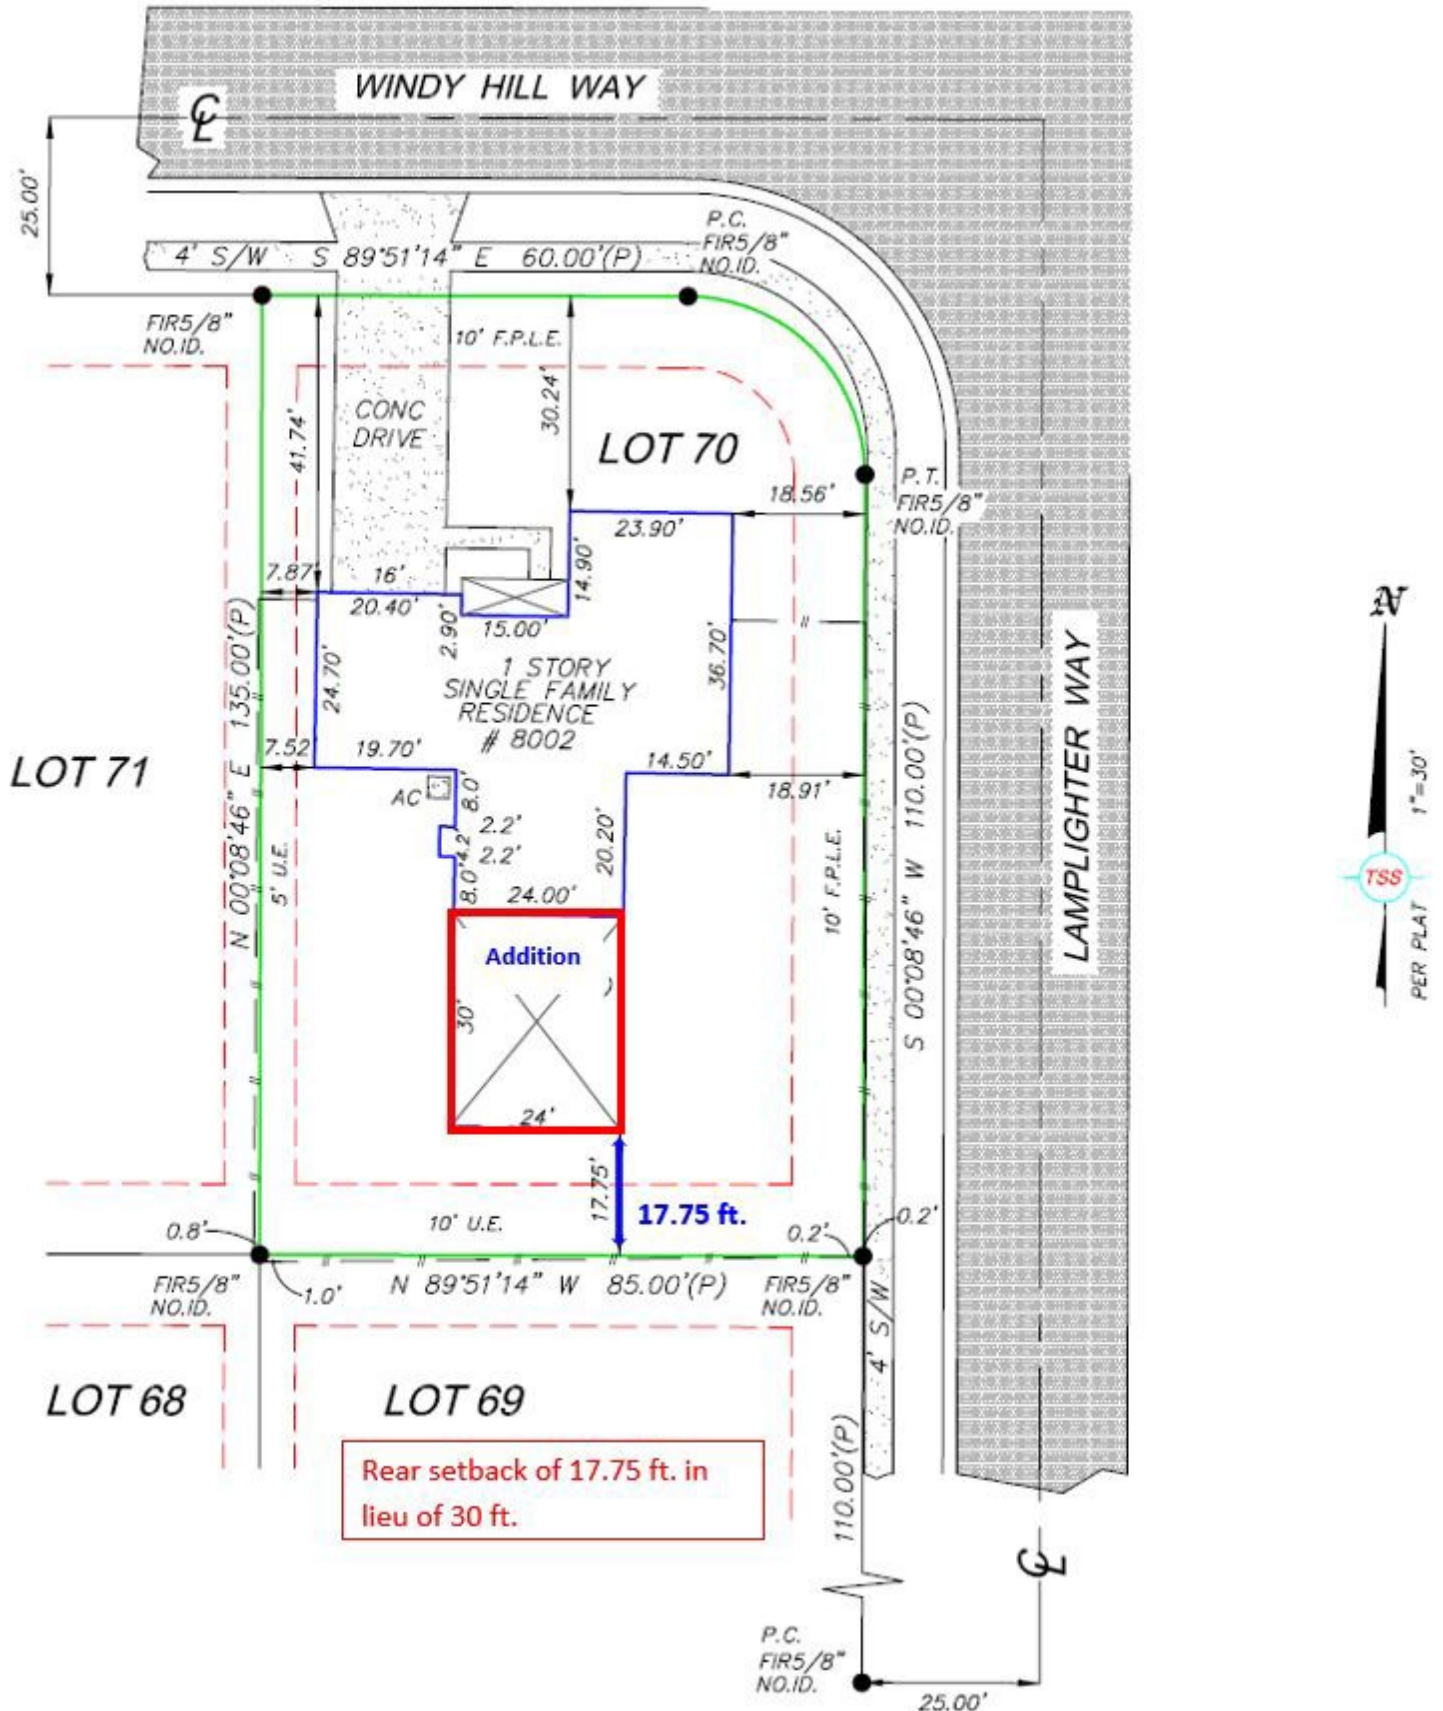 WINDY HILL WAY
CL
25.00'
P.C.
FIR5/8"
NO.ID.
4' S/W
S 89°51'14" E
60.00'(P)
FIR5/8"
NO.ID.
10' F.P.L.E.
41.74'
CONC
DRIVE
30.24'
LOT 70
P.T.
FIR5/8"
NO.ID.
18.56'
23.90'
14.90'
7.87'
16'
20.40'
2.90'
15.00'
36.70'
24.70'
1 STORY
SINGLE FAMILY
RESIDENCE
# 8002
N 00°08'46" E 135.00'(P)
LAMPLIGHTER WAY
N
1"=30'
TSS
PER PLAT
LOT 71
7.52'
19.70'
14.50'
18.91'
AC
8.0'
2.2'
4.2'
2.2'
8.0'
20.20'
5' U.E.
10' F.P.L.E.
S 00°08'46" W 110.00'(P)
24.00'
Addition
30'
24'
17.75'
17.75 ft.
10' U.E.
0.8'
0.2'
0.2'
FIR5/8"
NO.ID.
1.0'
N 89°51'14" W
85.00'(P)
FIR5/8"
NO.ID.
4' S/W
LOT 68
LOT 69
Rear setback of 17.75 ft. in
lieu of 30 ft.
110.00'(P)
CL
P.C.
FIR5/8"
NO.ID.
25.00'